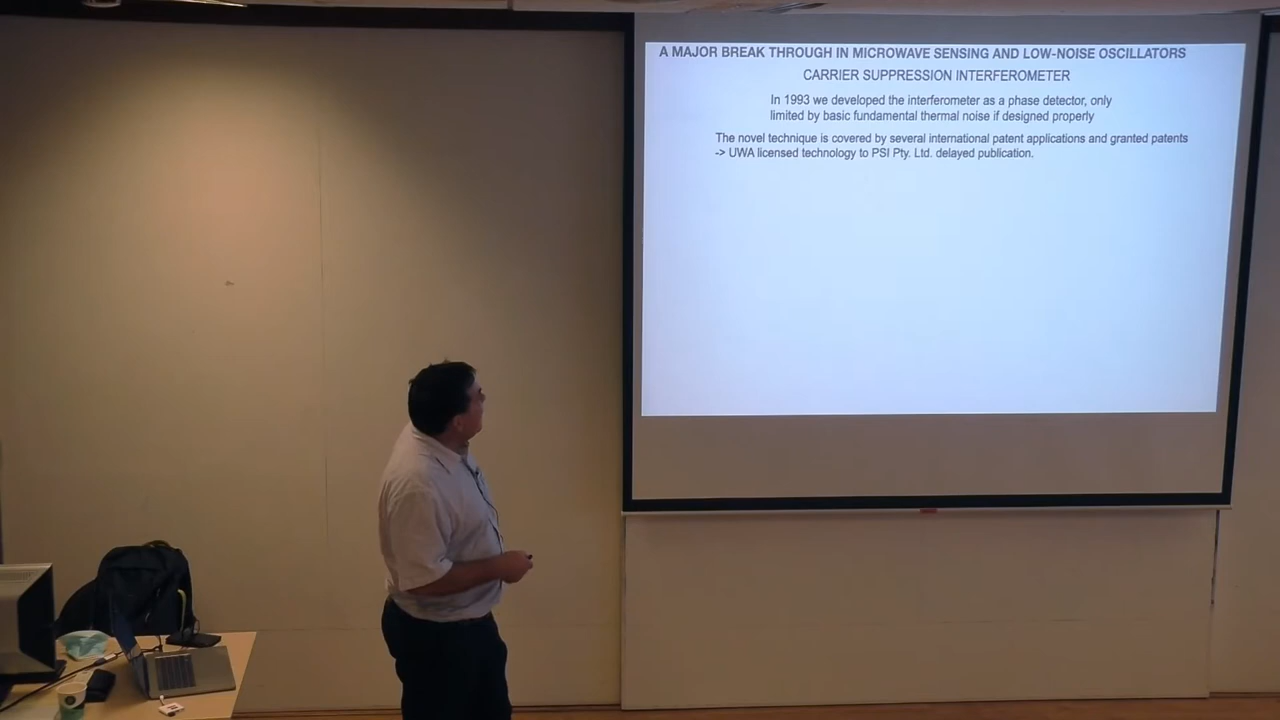 A MAJOR BREAK THROUGH IN MICROWAVE SENSING AND LOW-NOISE OSCILLATORS
CARRIER SUPPRESSION INTERFEROMETER
In 1993 we developed the interferometer as a phase detector, only
limited by basic fundamental thermal noise if designed properly
The novel technique is covered by several international patent applications and granted patents
-> UWA licensed technology to PSI Pty. Ltd. delayed publication.